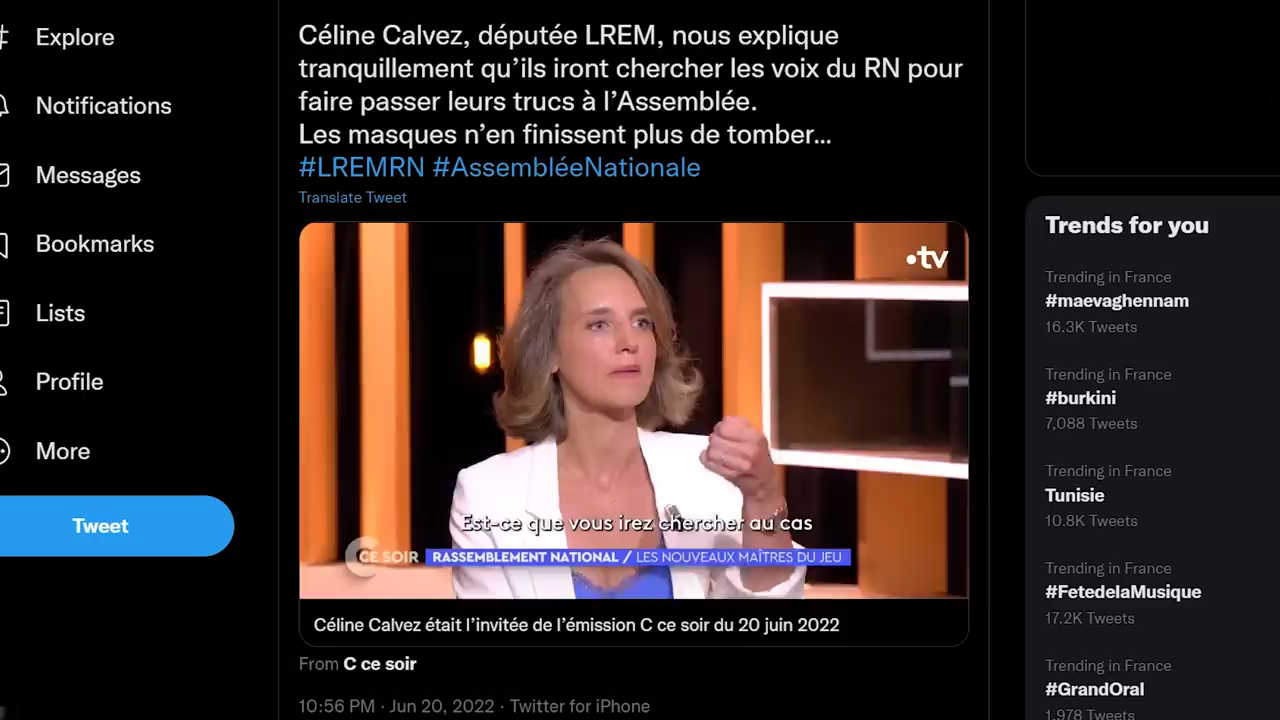 Explore
Notifications
Messages
Bookmarks
Lists
Profile
More
Tweet
Céline Calvez, députée LREM, nous explique
tranquillement qu’ils iront chercher les voix du RN pour
faire passer leurs trucs à l’Assemblée.
Les masques n’en finissent plus de tomber...
#LREMRN #AssembléeNationale
Translate Tweet
•tv
Est-ce que vous irez chercher au cas
CE SOIR
RASSEMBLEMENT NATIONAL / LES NOUVEAUX MAÎTRES DU JEU
Céline Calvez était l’invitée de l’émission C ce soir du 20 juin 2022
From C ce soir
10:56 PM · Jun 20, 2022 · Twitter for iPhone
Trends for you
Trending in France
#maevaghennam
16.3K Tweets
Trending in France
#burkini
7,088 Tweets
Trending in France
Tunisie
10.8K Tweets
Trending in France
#FetedelaMusique
17.2K Tweets
Trending in France
#GrandOral
1,978 Tweets